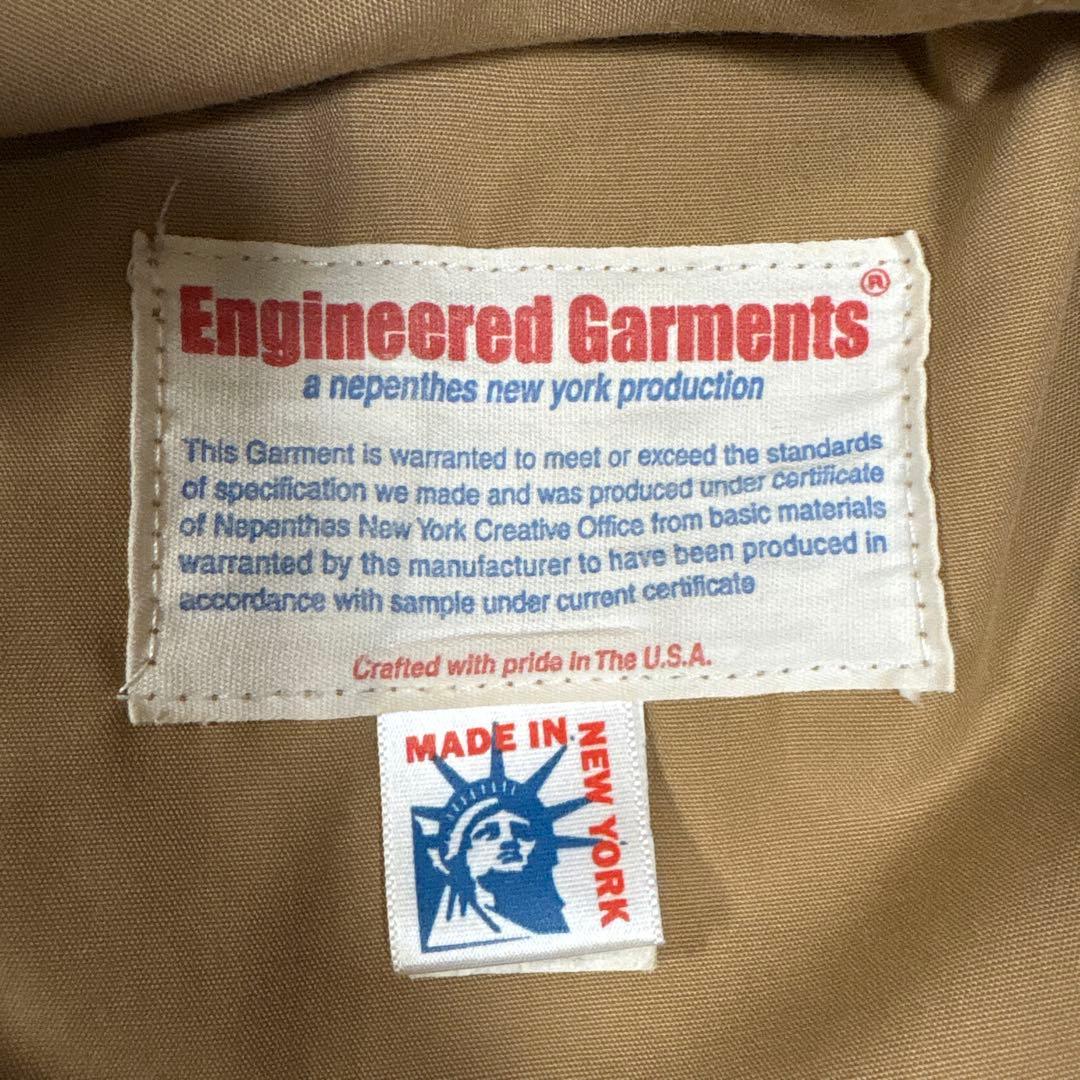 Engineered Garments®
a nepenthes new york production
This Garment is warranted to meet or exceed the standards
of specification we made and was produced under certificate
of Nepenthes New York Creative Office from basic materials
warranted by the manufacturer to have been produced in
accordance with sample under current certificate
Crafted with pride in The U.S.A.
MADE IN
NEW YORK